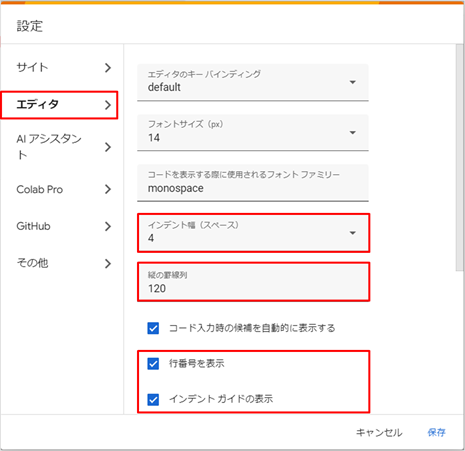 設定
サイト
エディタ
AI アシスタン
ト
Colab Pro
GitHub
その他
エディタのキー バインディング
default
フォントサイズ（px）
14
コードを表示する際に使用されるフォント ファミリー
monospace
インデント幅（スペース）
4
縦の罫線列
120
コード入力時の候補を自動的に表示する
行番号を表示
インデント ガイドの表示
キャンセル
保存